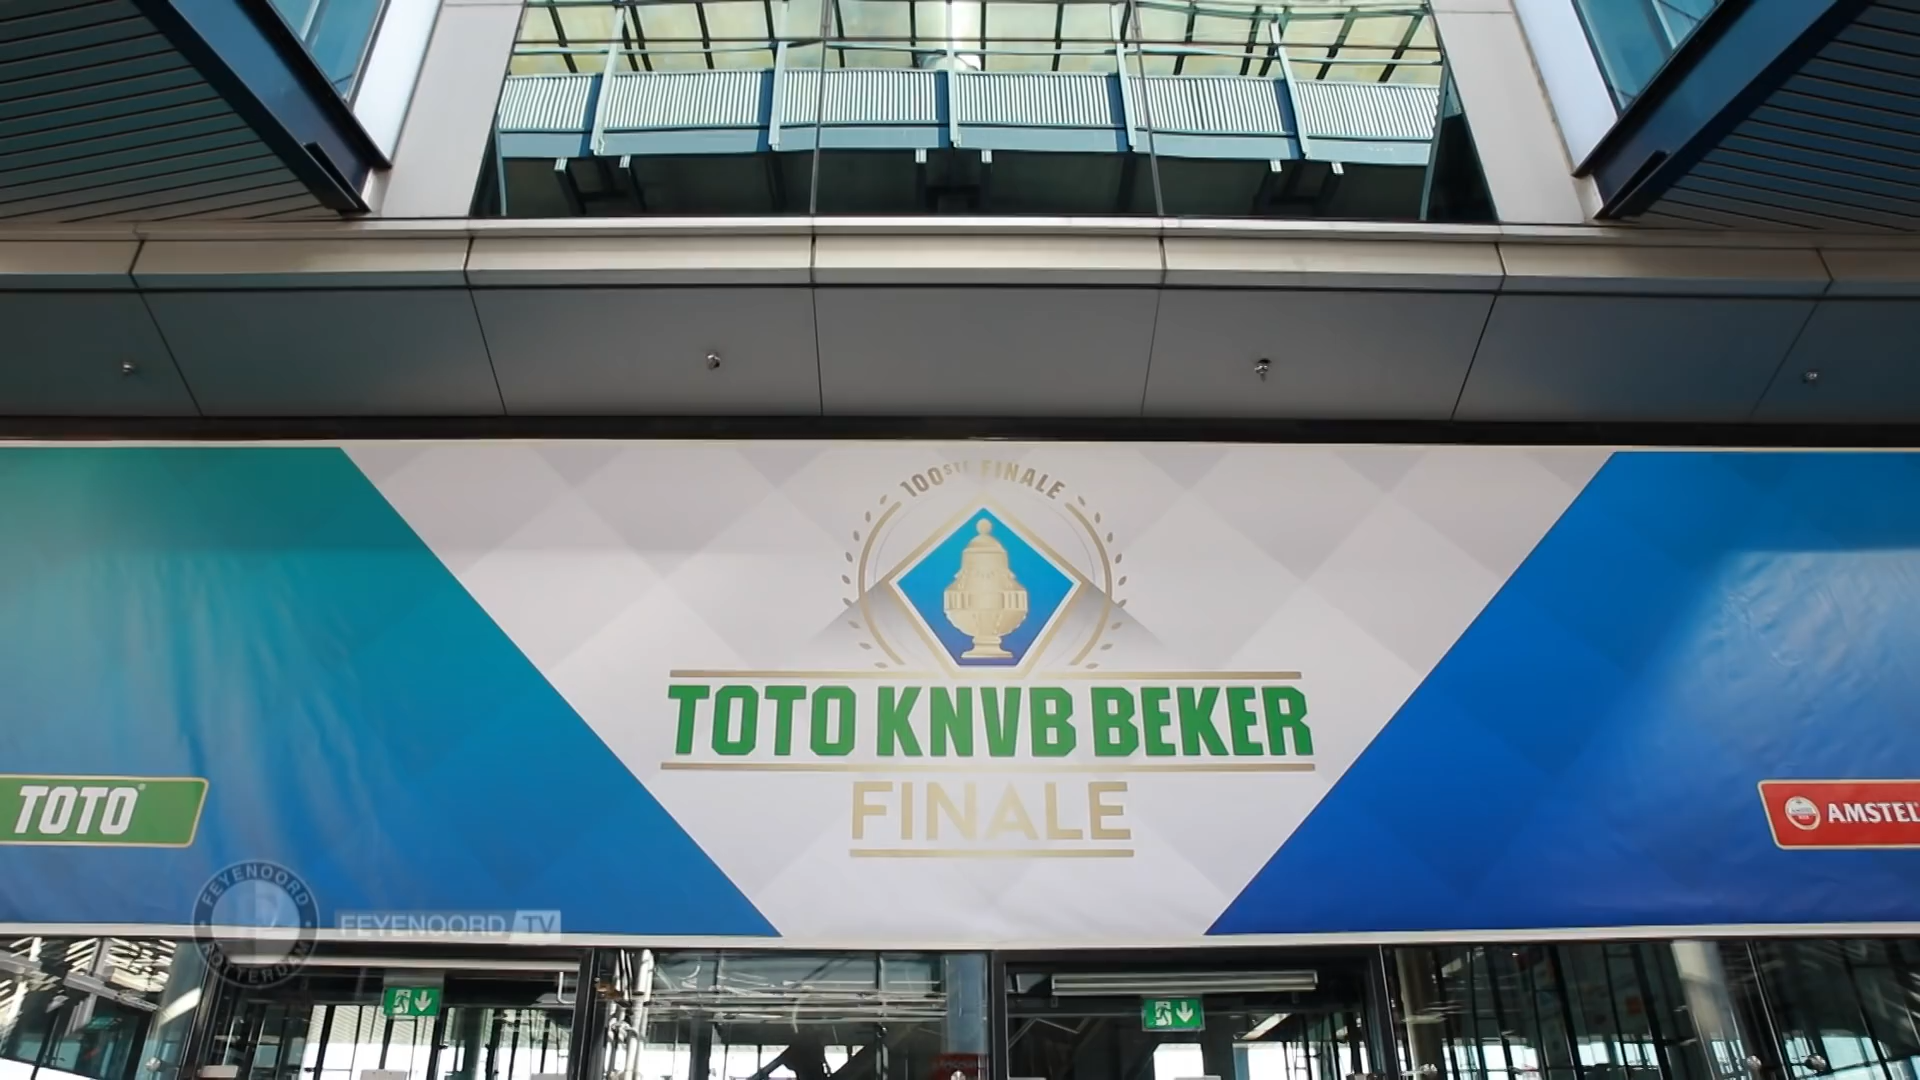 100STE FINALE
TOTO KNVB BEKER
FINALE
TOTO
AMSTEL
FEYENOORD
ROTTERDAM
FEYENOORD TV